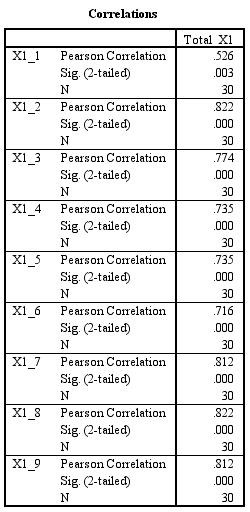 Correlations
Total X1
X1_1 Pearson Correlation .526
Sig. (2-tailed) .003
N 30
X1_2 Pearson Correlation .822
Sig. (2-tailed) .000
N 30
X1_3 Pearson Correlation .774
Sig. (2-tailed) .000
N 30
X1_4 Pearson Correlation .735
Sig. (2-tailed) .000
N 30
X1_5 Pearson Correlation .735
Sig. (2-tailed) .000
N 30
X1_6 Pearson Correlation .716
Sig. (2-tailed) .000
N 30
X1_7 Pearson Correlation .812
Sig. (2-tailed) .000
N 30
X1_8 Pearson Correlation .822
Sig. (2-tailed) .000
N 30
X1_9 Pearson Correlation .812
Sig. (2-tailed) .000
N 30